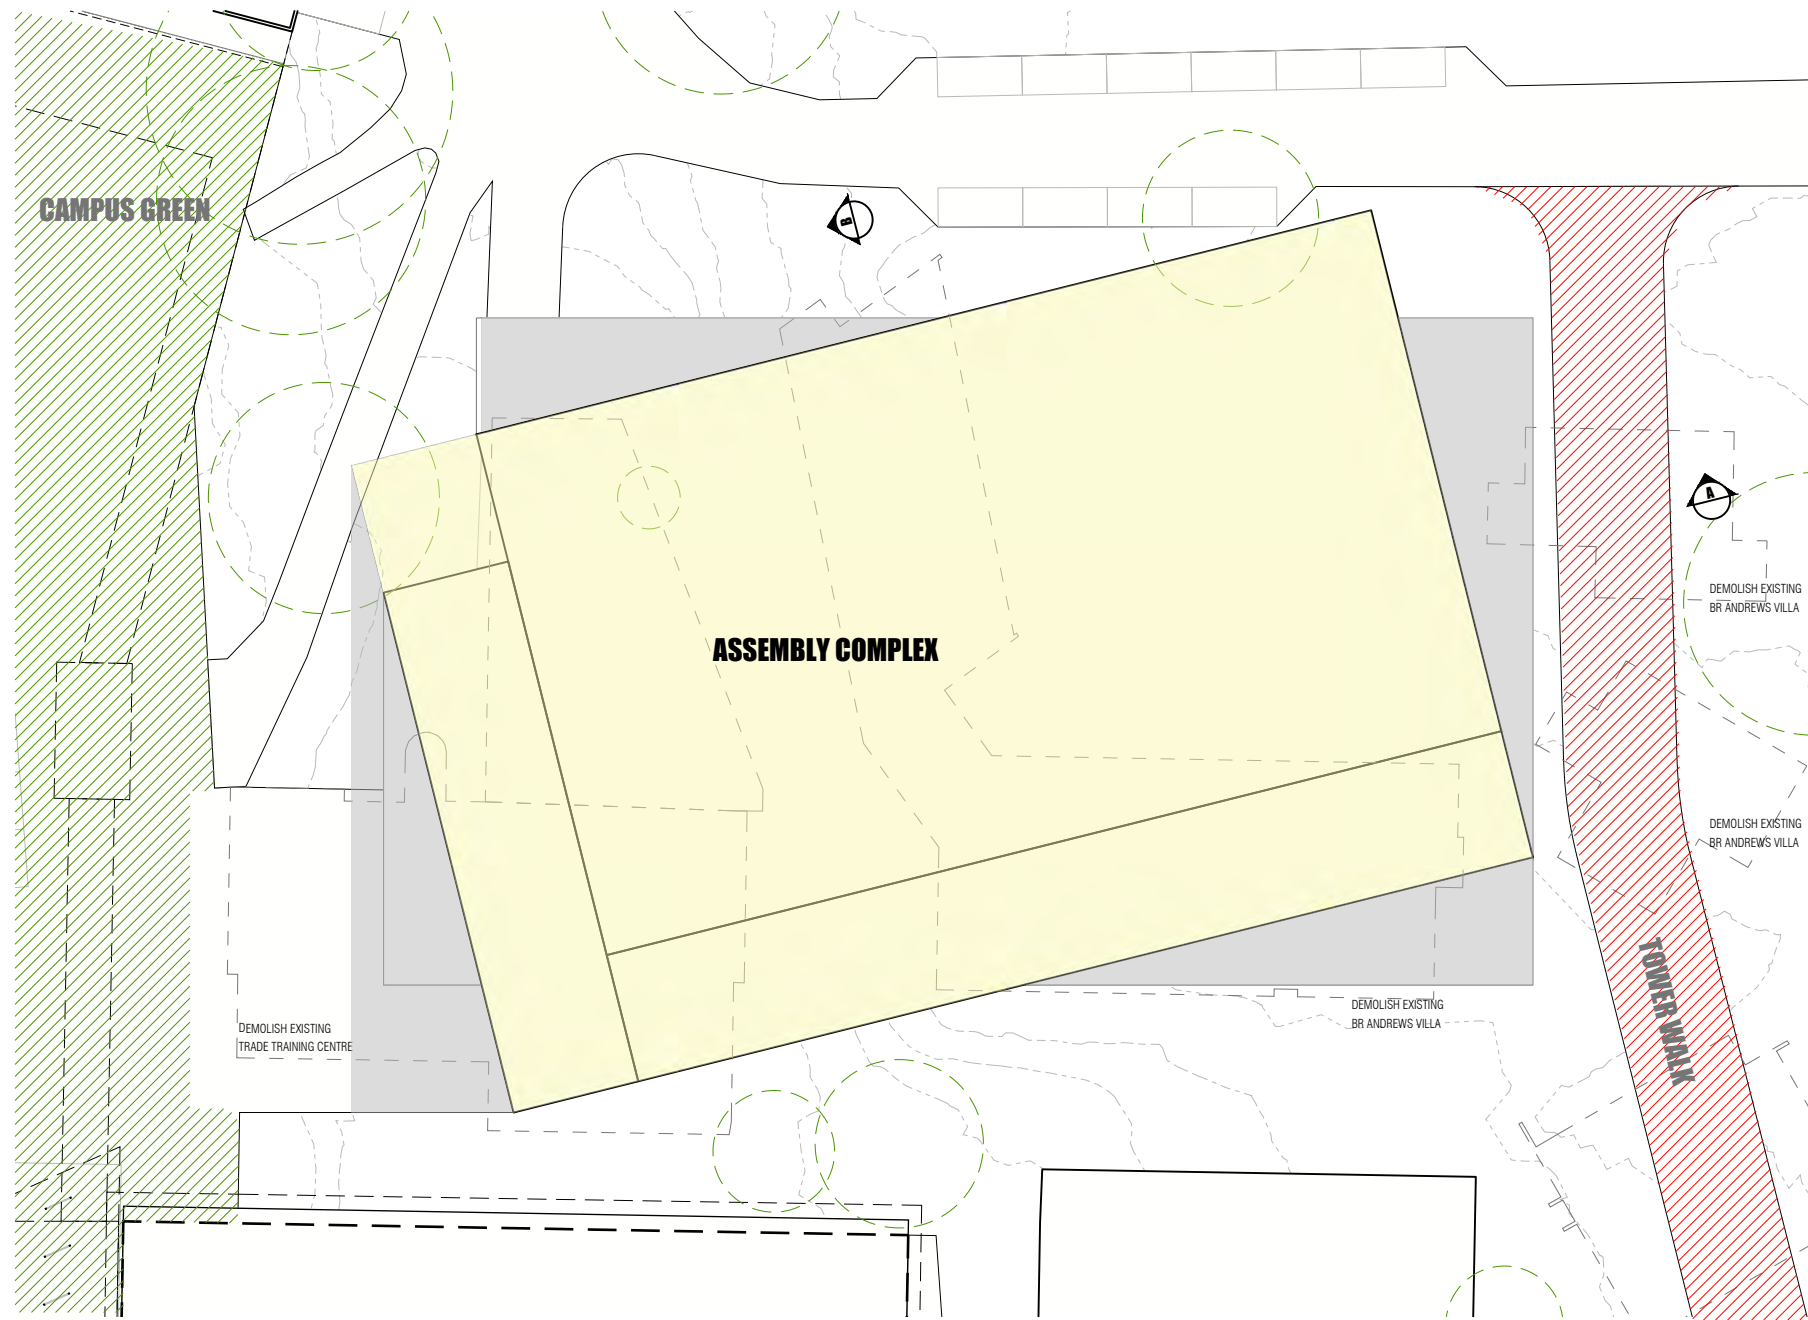 CAMPUS GREEN
B
A
DEMOLISH EXISTING
BR ANDREWS VILLA
ASSEMBLY COMPLEX
DEMOLISH EXISTING
BR ANDREWS VILLA
TOWER WALK
DEMOLISH EXISTING
BR ANDREWS VILLA
DEMOLISH EXISTING
TRADE TRAINING CENTRE